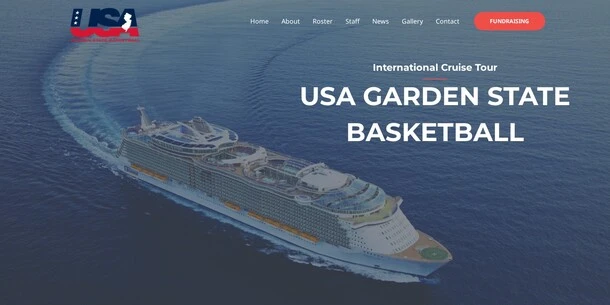 USA
Home About Roster Staff News Gallery Contact FUNDRAISING
International Cruise Tour
USA GARDEN STATE
BASKETBALL